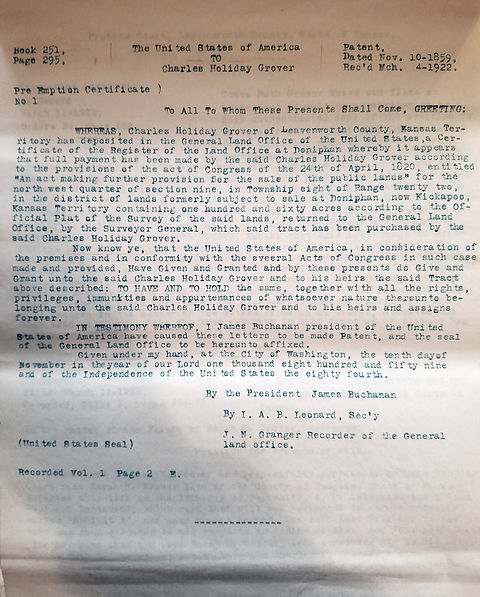 Book 251,
Page 295,
The United States of America
TO
Charles Holiday Grover
Patent,
Dated Nov. 10-1859,
Rec'd Mch. 4-1922.
Pre Emption Certificate )
No 1
To All To Whom These Presents Shall Come, GREETING:
WHEREAS, Charles Holiday Grover of Leavenworth County, Kansas Ter-
ritory has deposited in the General Land Office of the United States,a Cer-
tificate of the Register of the Land Office at Doniphan whereby it appears
that full payment has been made by the said Charles Holiday Grover according
to the provisions of the act of Congress of the 24th of April, 1820, entitled
"An act making further provision for the sale of the public lands" for the
north west quarter of section nine, in Township eight of Range twenty two,
in the district of lands formerly subject to sale at Doniphan, now Kickapoo,
Kansas Territory containing one hundred and sixty acres according to the Of-
ficial Plat of the Survey of the said lands, returned to the General Land
Office, by the Surveyor General, which said tract has been purchased by the
said Charles Holiday Grover.
Now know ye, that the United States of America, in consideration of
the premises and in conformity with the sveeral Acts of Congress in such case
made and provided, Have Given and Granted and by these presents do Give and
Grant unto the said Charles Holiday Grover and to his heirs the said Tract
above described: TO HAVE AND TO HOLD the same, together with all the rights,
privileges, immunities and appurtenances of whatsoever nature thereunto be-
longing unto the said Charles Holiday Grover and to his heirs and assigns
forever.
IN TESTIMONY WHEREOF, I James Buchanan president of the United
States of America have caused these letters to be made Patent, and the seal
of the General Land Office to be hereun affixed.
Given under my hand, at the City of Washington, the tenth day of
November in the year of our Lord one thousand eight hundred and fifty nine
and of the Independence of the United States the eighty fourth.
By the President James Buchanan
By I. A. B. Leonard, Sec'y
J. N. Granger Recorder of the General
land office.
(United States Seal)
Recorded Vol. 1 Page 2 E.